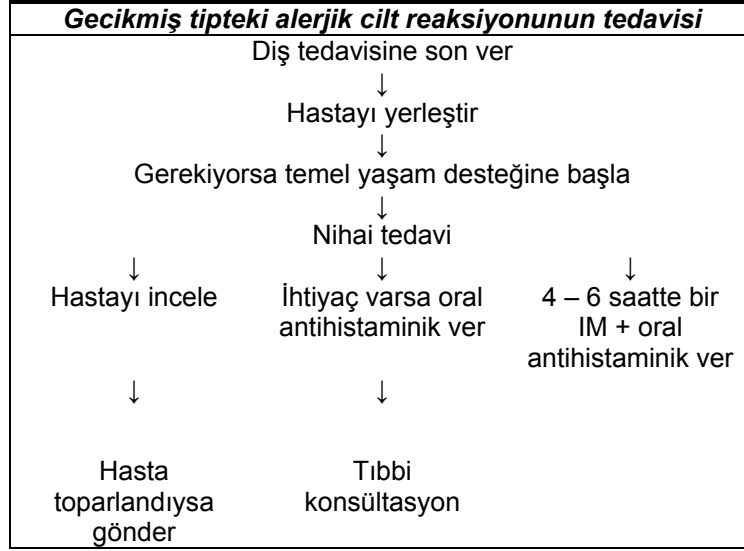 Gecikmiş tipteki alerjik cilt reaksiyonunun tedavisi
Diş tedavisine son ver
↓
Hastayı yerleştir
↓
Gerekiyorsa temel yaşam desteğine başla
↓
Nihai tedavi
↓ ↓ ↓
Hastayı incele İhtiyaç varsa oral 4 – 6 saatte bir
antihistaminik ver IM + oral
antihistaminik ver
↓ ↓
Hasta Tıbbi
toparlandıysa konsültasyon
gönder